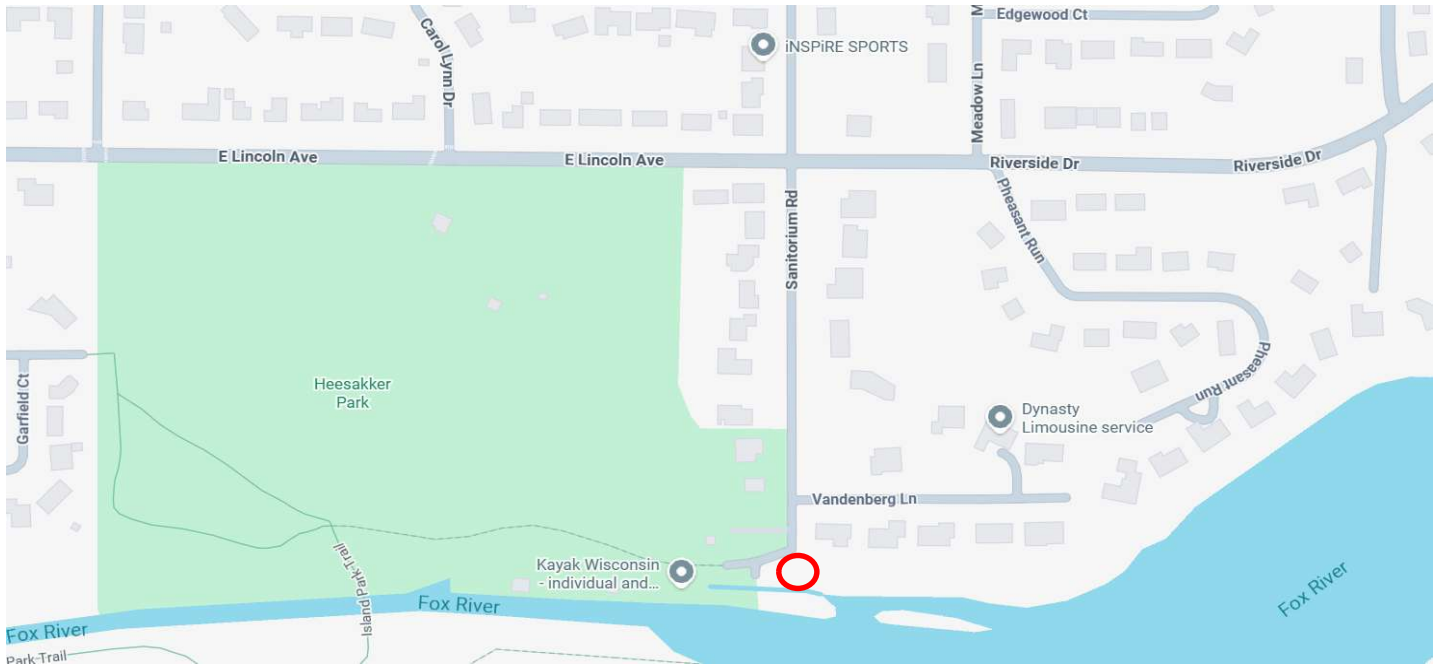 Edgewood Ct
Carol Lynn Dr
iNSPiRE SPORTS
M
Meadow Ln
E Lincoln Ave
E Lincoln Ave
Riverside Dr
Riverside Dr
Sanitorium Rd
Pheasant Run
Garfield Ct
Heesakker
Park
Pheasant Run
Dynasty
Limousine service
Vandenberg Ln
Island Park Trail
Kayak Wisconsin
- individual and...
Fox River
Fox River
Fox River
Park Trail